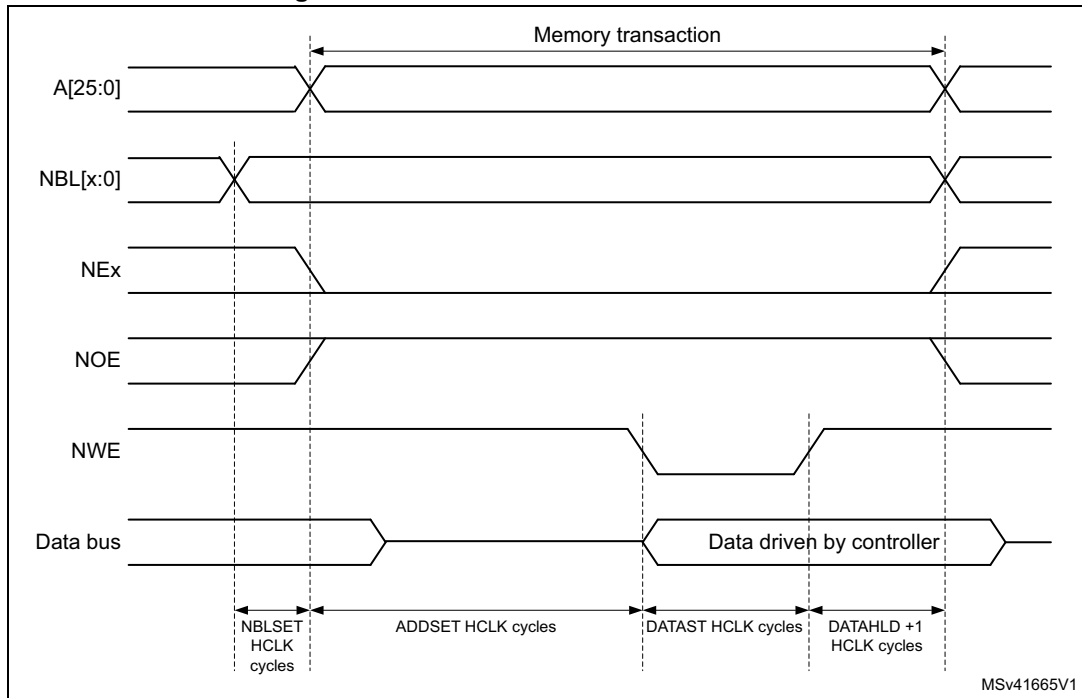 Memory transaction
A[25:0]
NBL[x:0]
NEx
NOE
NWE
Data bus
Data driven by controller
NBLSET
HCLK
cycles
ADDSET HCLK cycles
DATAST HCLK cycles
DATAHLD +1
HCLK cycles
MSv41665V1